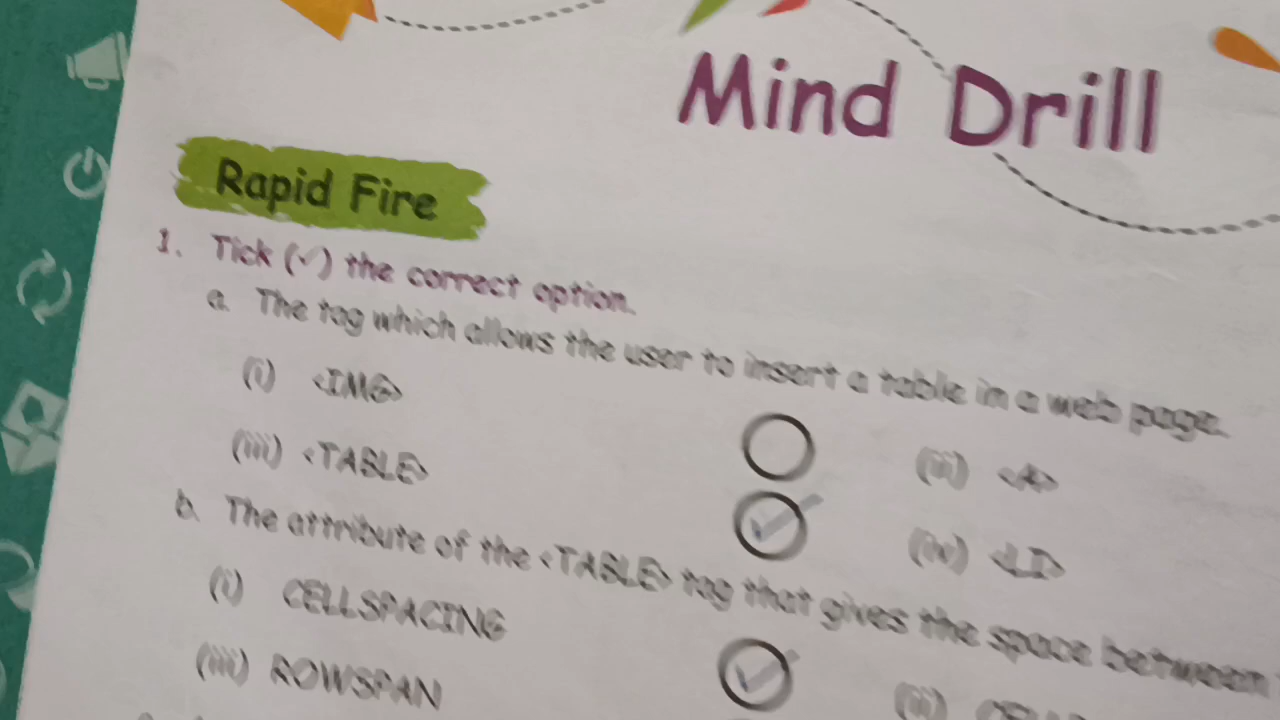 Mind Drill
Rapid Fire
1. Tick (✓) the correct option.
a. The tag which allows the user to insert a table in a web page.
(i) <IMG>
(ii) <A>
(iii) <TABLE>
(iv) <LI>
b. The attribute of the <TABLE> tag that gives the space between
(i) CELLSPACING
(ii)
(iii) ROWSPAN